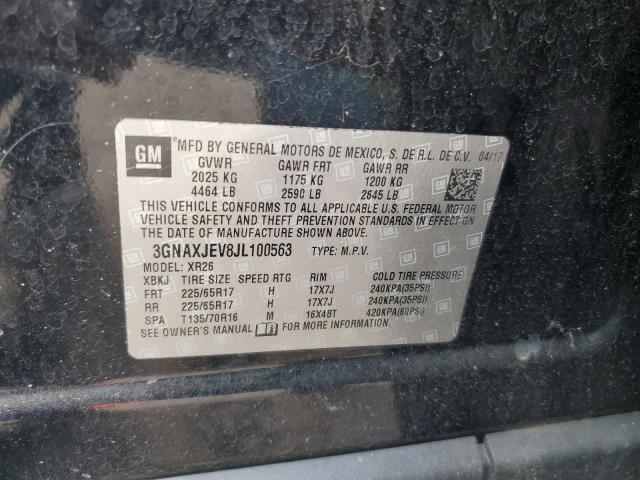 GM
MFD BY GENERAL MOTORS DE MEXICO, S. DE R.L. DE C.V. 04/17
GVWR GAWR FRT GAWR RR
2025 KG 1175 KG 1200 KG
4464 LB 2590 LB 2645 LB
THIS VEHICLE CONFORMS TO ALL APPLICABLE U.S. FEDERAL MOTOR
VEHICLE SAFETY AND THEFT PREVENTION STANDARDS IN EFFECT ON
THE DATE OF MANUFACTURE SHOWN ABOVE.
3GNAXJEV8JL100563 TYPE: M.P.V.
MODEL: XR26
XBKJ TIRE SIZE SPEED RTG RIM COLD TIRE PRESSURE
FRT 225/65R17 H 17X7J 240KPA(35PSI)
RR 225/65R17 H 17X7J 240KPA(35PSI)
SPA T135/70R16 M 16X4BT 420KPA(60PSI)
SEE OWNER'S MANUAL FOR MORE INFORMATION.